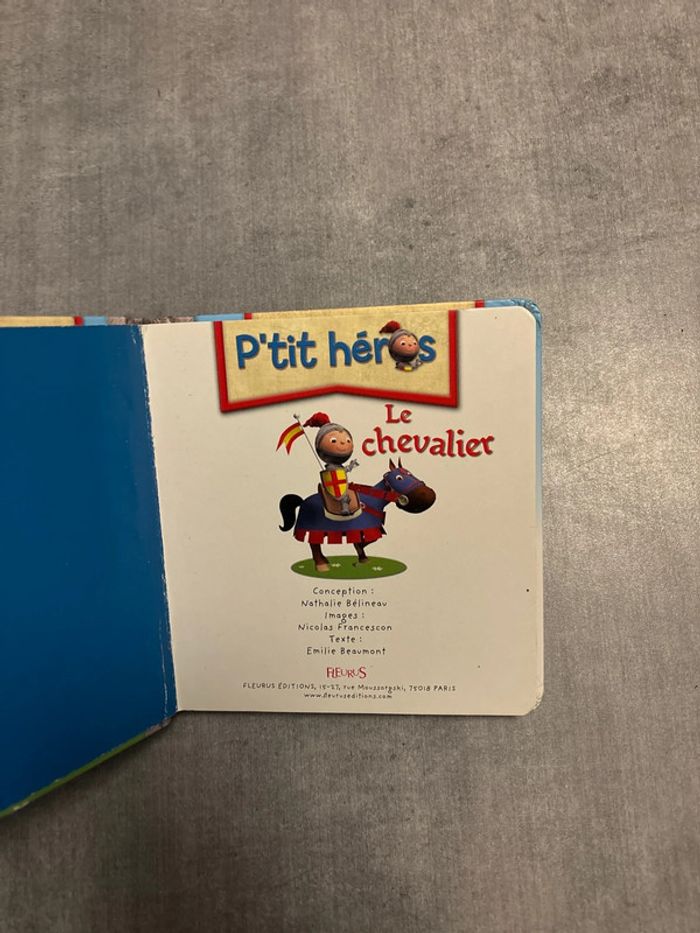 P'tit héros
Le
chevalier
Conception :
Nathalie Bélineau
Images :
Nicolas Francescon
Texte :
Emilie Beaumont
FLEURUS
FLEURUS ÉDITIONS, 15-27, rue Moussorgski, 75018 PARIS
www.fleuruseditions.com